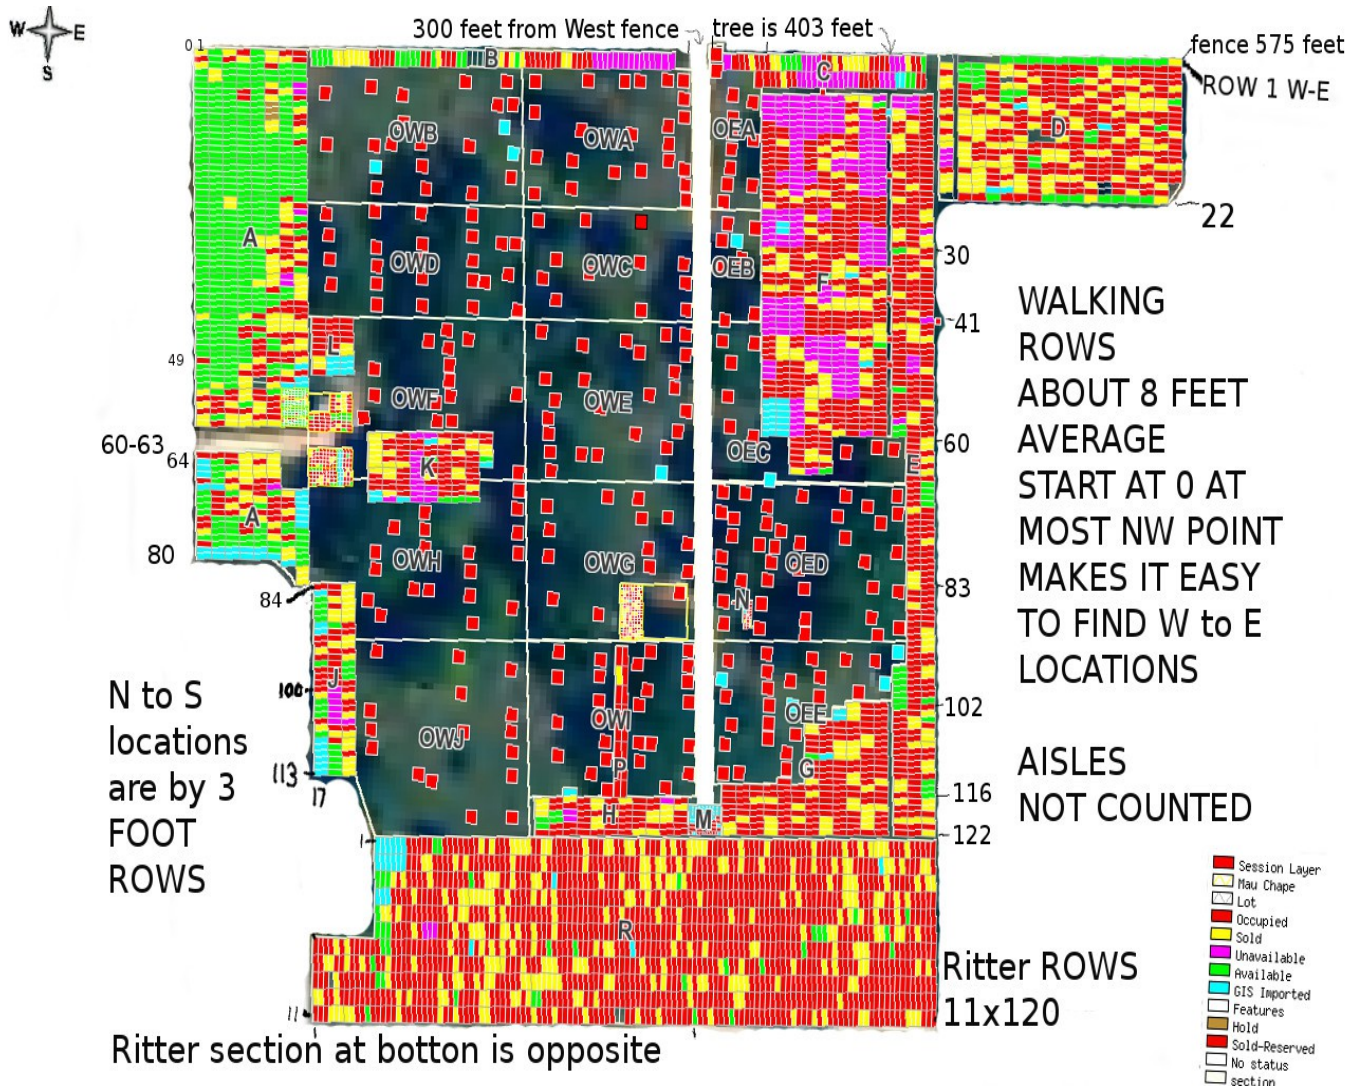 W E
S
300 feet from West fence
tree is 403 feet
fence 575 feet
ROW 1 W-E
0 1
B
C
D
OWB
OWA
OEA
22
A
OWD
OWC
OEB
F
30
41
L
49
OWF
OWE
OEC
60-63
64
K
60
E
A
80
OWH
OWG
OED
N
83
84
J
100
OWJ
OWI
P
OEE
G
102
113
17
H
M
116
122
1
R
11
WALKING
ROWS
ABOUT 8 FEET
AVERAGE
START AT 0 AT
MOST NW POINT
MAKES IT EASY
TO FIND W to E
LOCATIONS
AISLES
NOT COUNTED
N to S
locations
are by 3
FOOT
ROWS
Ritter ROWS
11x120
Ritter section at botton is opposite
Session Layer
Mau Chape
Lot
Occupied
Sold
Unavailable
Available
GIS Imported
Features
Hold
Sold-Reserved
No status
section